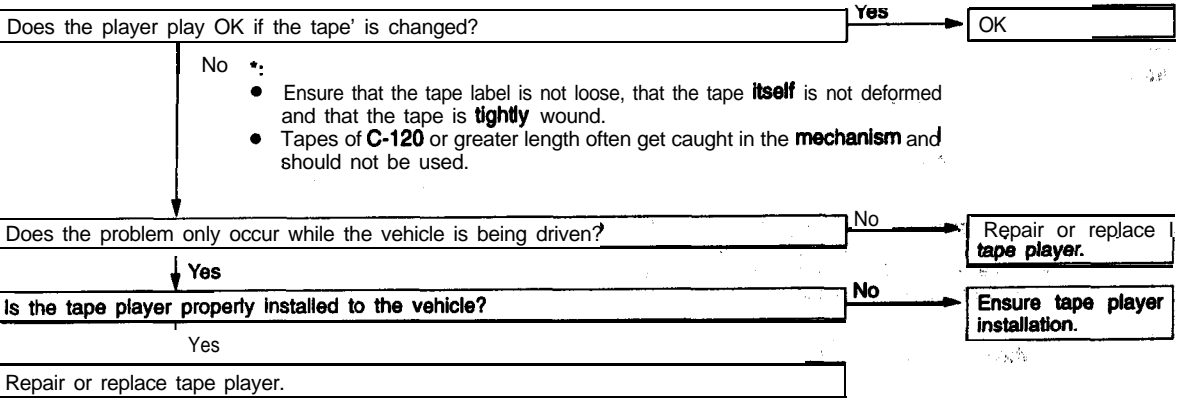 Yes
Does the player play OK if the tape' is changed?
OK
No *:
● Ensure that the tape label is not loose, that the tape itself is not deformed
and that the tape is tightly wound.
● Tapes of C-120 or greater length often get caught in the mechanism and
should not be used.
Does the problem only occur while the vehicle is being driven?
No
Repair or replace
tape player.
Yes
Is the tape player properly installed to the vehicle?
No
Ensure tape player
installation.
Yes
Repair or replace tape player.